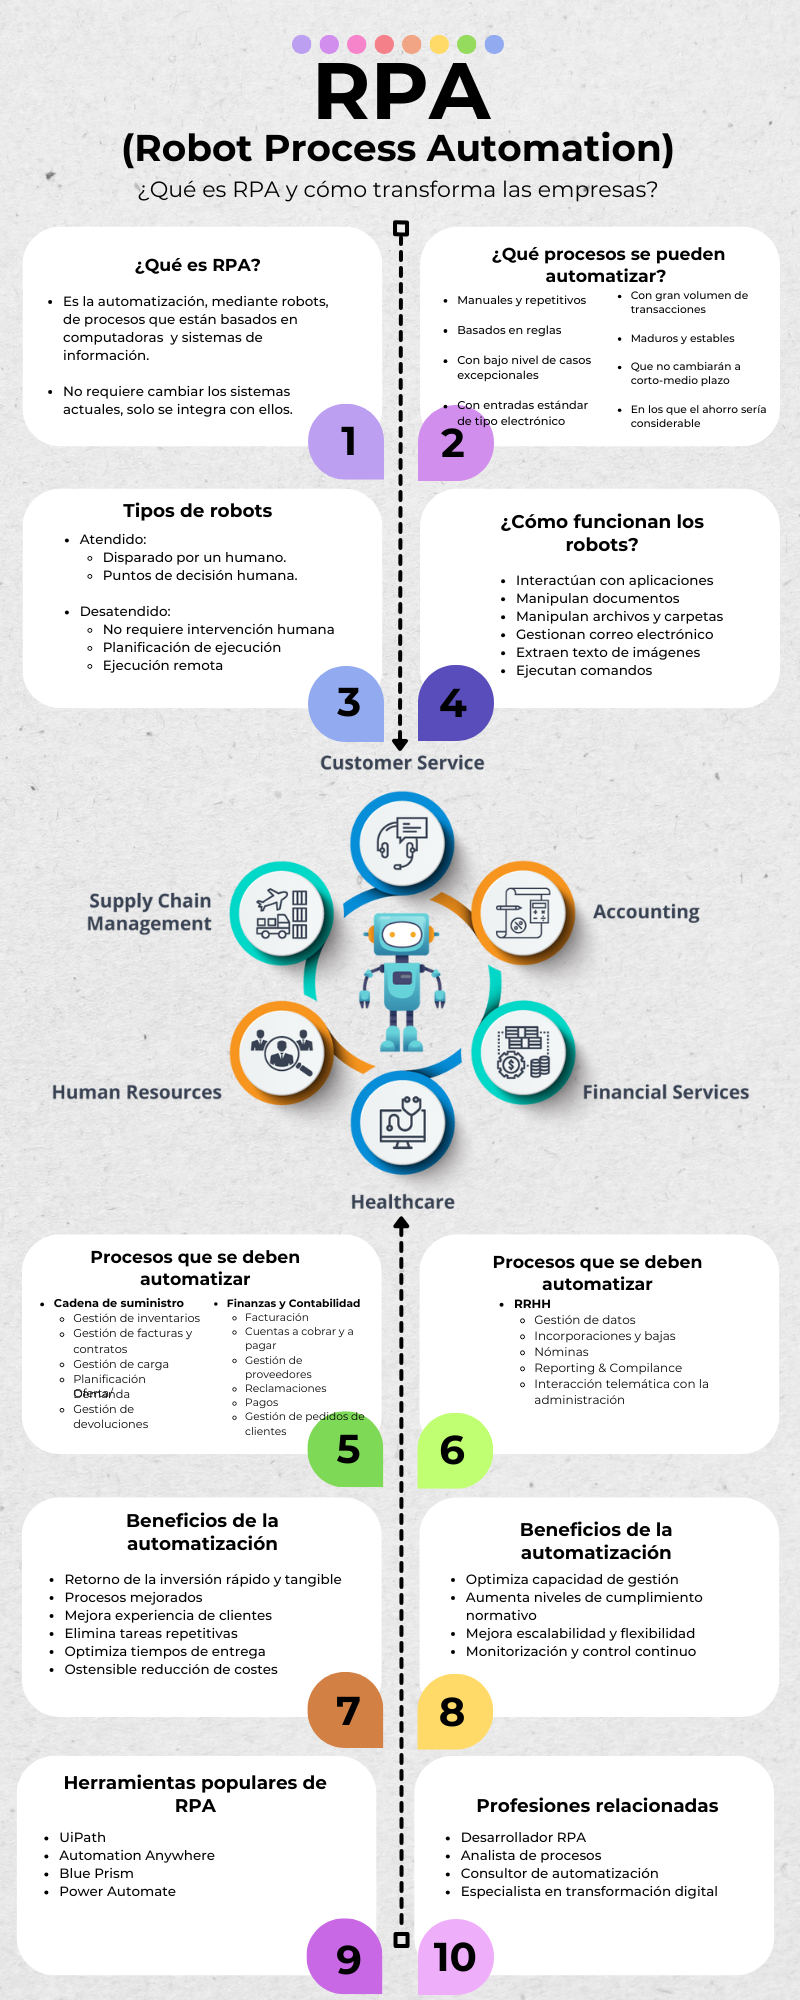 RPA
(Robot Process Automation)
¿Qué es RPA y cómo transforma las empresas?
¿Qué es RPA?
• Es la automatización, mediante robots,
de procesos que están basados en
computadoras y sistemas de
información.
• No requiere cambiar los sistemas
actuales, solo se integra con ellos.
1
¿Qué procesos se pueden
automatizar?
• Manuales y repetitivos
• Basados en reglas
• Con bajo nivel de casos
excepcionales
• Con entradas estándar
de tipo electrónico
• Con gran volumen de
transacciones
• Maduros y estables
• Que no cambiarán a
corto-medio plazo
• En los que el ahorro sería
considerable
2
Tipos de robots
• Atendido:
◦ Disparado por un humano.
◦ Puntos de decisión humana.
• Desatendido:
◦ No requiere intervención humana
◦ Planificación de ejecución
◦ Ejecución remota
3
¿Cómo funcionan los
robots?
• Interactúan con aplicaciones
• Manipulan documentos
• Manipulan archivos y carpetas
• Gestionan correo electrónico
• Extraen texto de imágenes
• Ejecutan comandos
4
Customer Service
Supply Chain
Management
Accounting
Human Resources
Financial Services
Healthcare
Procesos que se deben
automatizar
• Cadena de suministro
◦ Gestión de inventarios
◦ Gestión de facturas y
contratos
◦ Gestión de carga
◦ Planificación
Oferta/
Demanda
◦ Gestión de
devoluciones
• Finanzas y Contabilidad
◦ Facturación
◦ Cuentas a cobrar y a
pagar
◦ Gestión de
proveedores
◦ Reclamaciones
◦ Pagos
◦ Gestión de pedidos de
clientes
5
Procesos que se deben
automatizar
• RRHH
◦ Gestión de datos
◦ Incorporaciones y bajas
◦ Nóminas
◦ Reporting & Compilance
◦ Interacción telemática con la
administración
6
Beneficios de la
automatización
• Retorno de la inversión rápido y tangible
• Procesos mejorados
• Mejora experiencia de clientes
• Elimina tareas repetitivas
• Optimiza tiempos de entrega
• Ostensible reducción de costes
7
Beneficios de la
automatización
• Optimiza capacidad de gestión
• Aumenta niveles de cumplimiento
normativo
• Mejora escalabilidad y flexibilidad
• Monitorización y control continuo
8
Herramientas populares de
RPA
• UiPath
• Automation Anywhere
• Blue Prism
• Power Automate
9
Profesiones relacionadas
• Desarrollador RPA
• Analista de procesos
• Consultor de automatización
• Especialista en transformación digital
10